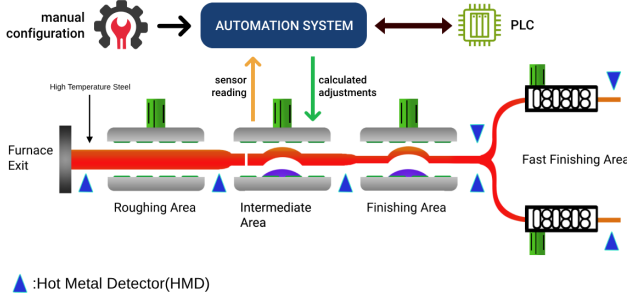 manual
configuration
AUTOMATION SYSTEM
PLC
sensor
reading
calculated
adjustments
High Temperature Steel
Furnace
Exit
Fast Finishing Area
Roughing Area
Intermediate
Area
Finishing Area
:Hot Metal Detector(HMD)